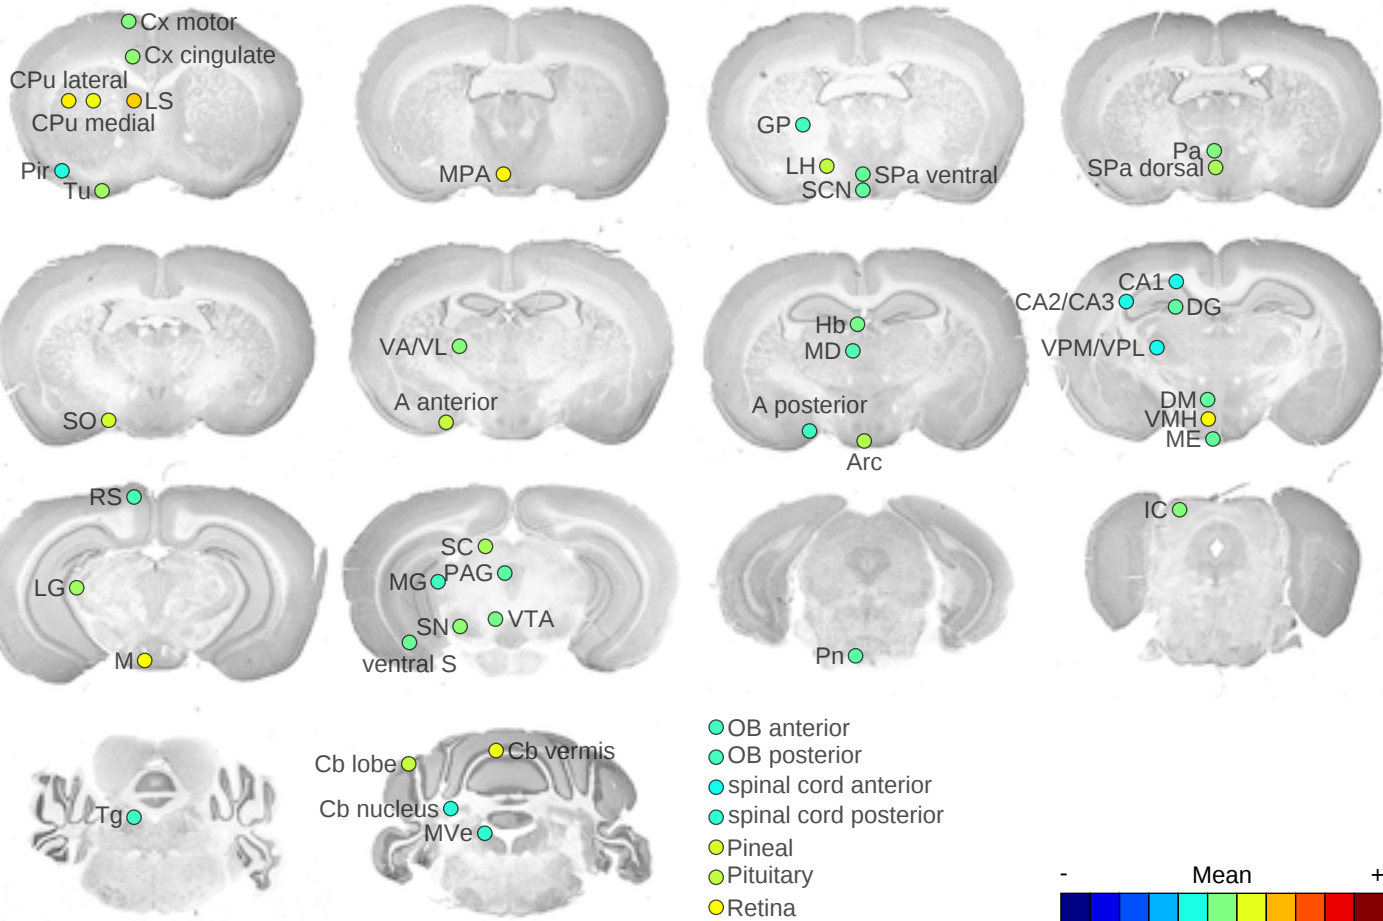 Cx motor
Cx cingulate
CPu lateral
LS
CPu medial
Pir
Tu
MPA
GP
LH
SPa ventral
SCN
Pa
SPa dorsal
SO
VA/VL
A anterior
Hb
MD
A posterior
Arc
CA1
CA2/CA3
DG
VPM/VPL
DM
VMH
ME
RS
LG
M
SC
PAG
MG
SN
VTA
ventral S
Pn
IC
Tg
Cb lobe
Cb vermis
Cb nucleus
MVe
OB anterior
OB posterior
spinal cord anterior
spinal cord posterior
Pineal
Pituitary
Retina
- Mean +